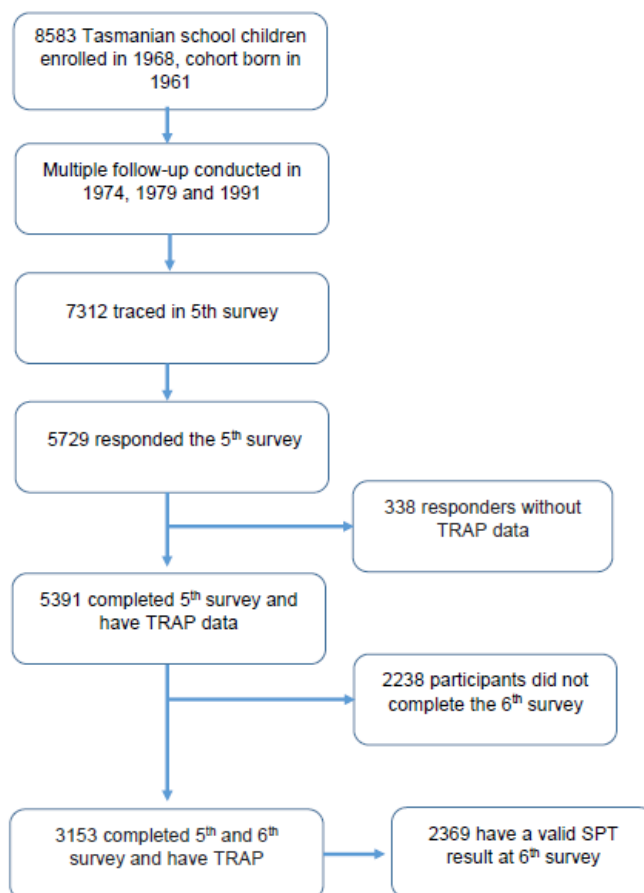 8583 Tasmanian school children
enrolled in 1968, cohort born in
1961
Multiple follow-up conducted in
1974, 1979 and 1991
7312 traced in 5th survey
5729 responded the 5th survey
338 responders without
TRAP data
5391 completed 5th survey and
have TRAP data
2238 participants did not
complete the 6th survey
3153 completed 5th and 6th
survey and have TRAP
2369 have a valid SPT
result at 6th survey